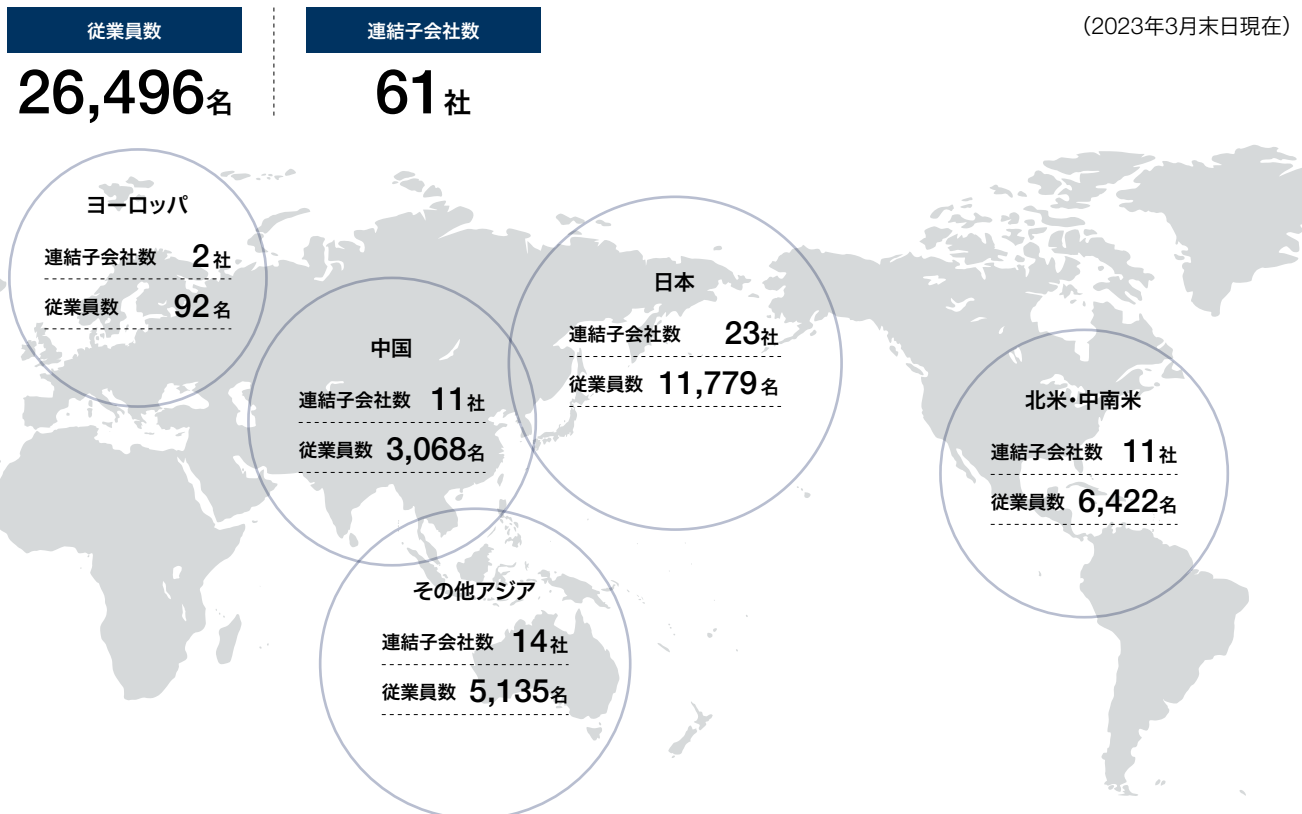 従業員数
26,496名
連結子会社数
61社
（2023年3月末日現在）
ヨーロッパ
連結子会社数 2社
従業員数 92名
中国
連結子会社数 11社
従業員数 3,068名
日本
連結子会社数 23社
従業員数 11,779名
北米・中南米
連結子会社数 11社
従業員数 6,422名
その他アジア
連結子会社数 14社
従業員数 5,135名